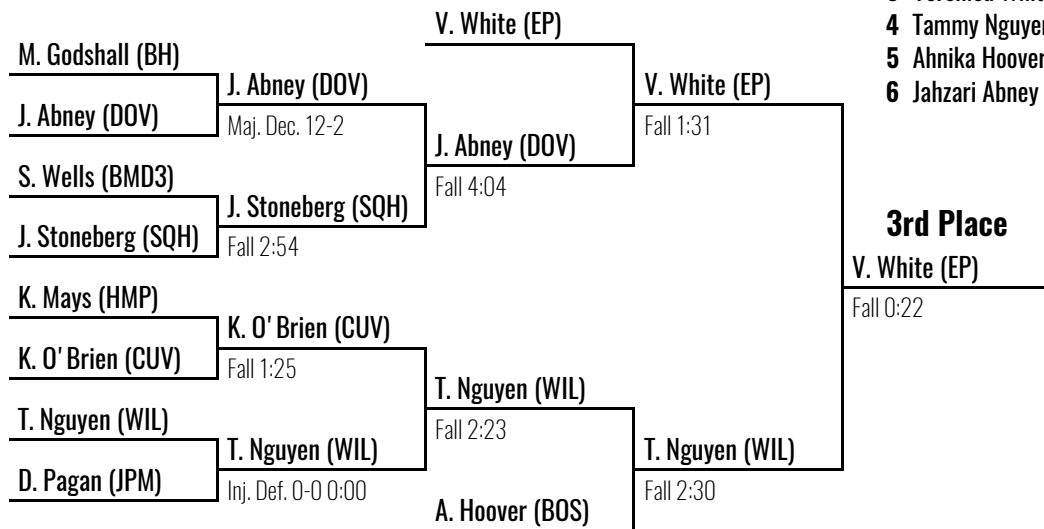 V. White (EP)
4 Tammy Nguyen
5 Ahnika Hoover
6 Jahzari Abney
M. Godshall (BH)
J. Abney (DOV)
V. White (EP)
J. Abney (DOV)
Maj. Dec. 12-2
Fall 1:31
J. Abney (DOV)
S. Wells (BMD3)
Fall 4:04
J. Stoneberg (SQH)
J. Stoneberg (SQH)
Fall 2:54
3rd Place
V. White (EP)
K. Mays (HMP)
Fall 0:22
K. O'Brien (CUV)
K. O'Brien (CUV)
Fall 1:25
T. Nguyen (WIL)
T. Nguyen (WIL)
Fall 2:23
T. Nguyen (WIL)
T. Nguyen (WIL)
D. Pagan (JPM)
Inj. Def. 0-0 0:00
Fall 2:30
A. Hoover (BOS)